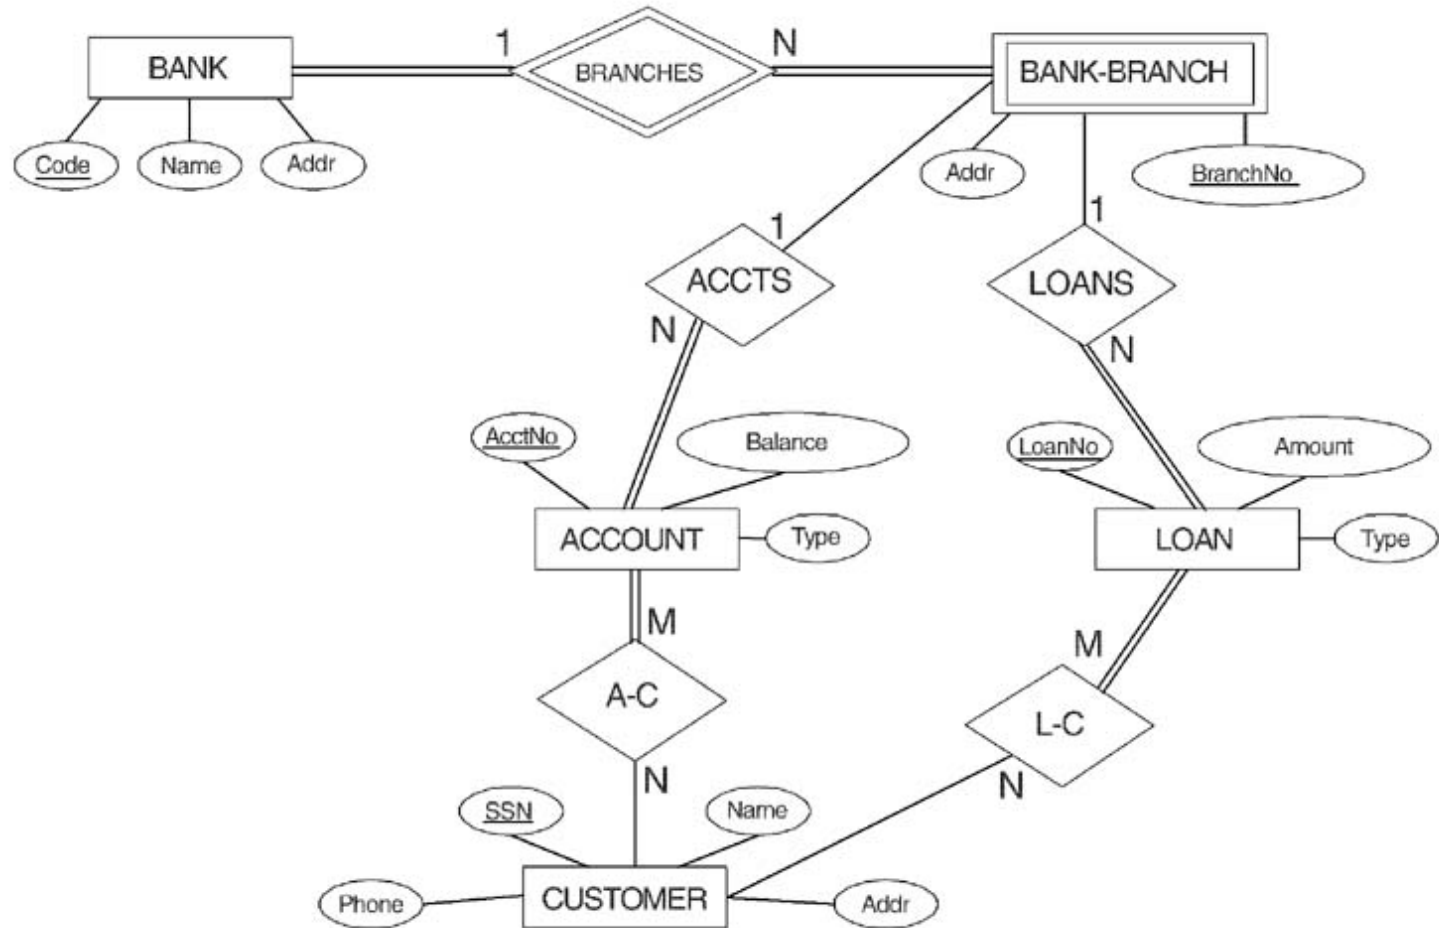 1
N
BANK
BRANCHES
BANK-BRANCH
Code
Name
Addr
Addr
BranchNo
1
1
ACCTS
LOANS
N
N
AcctNo
Balance
LoanNo
Amount
ACCOUNT
Type
LOAN
Type
M
M
A-C
L-C
N
N
SSN
Name
Phone
CUSTOMER
Addr